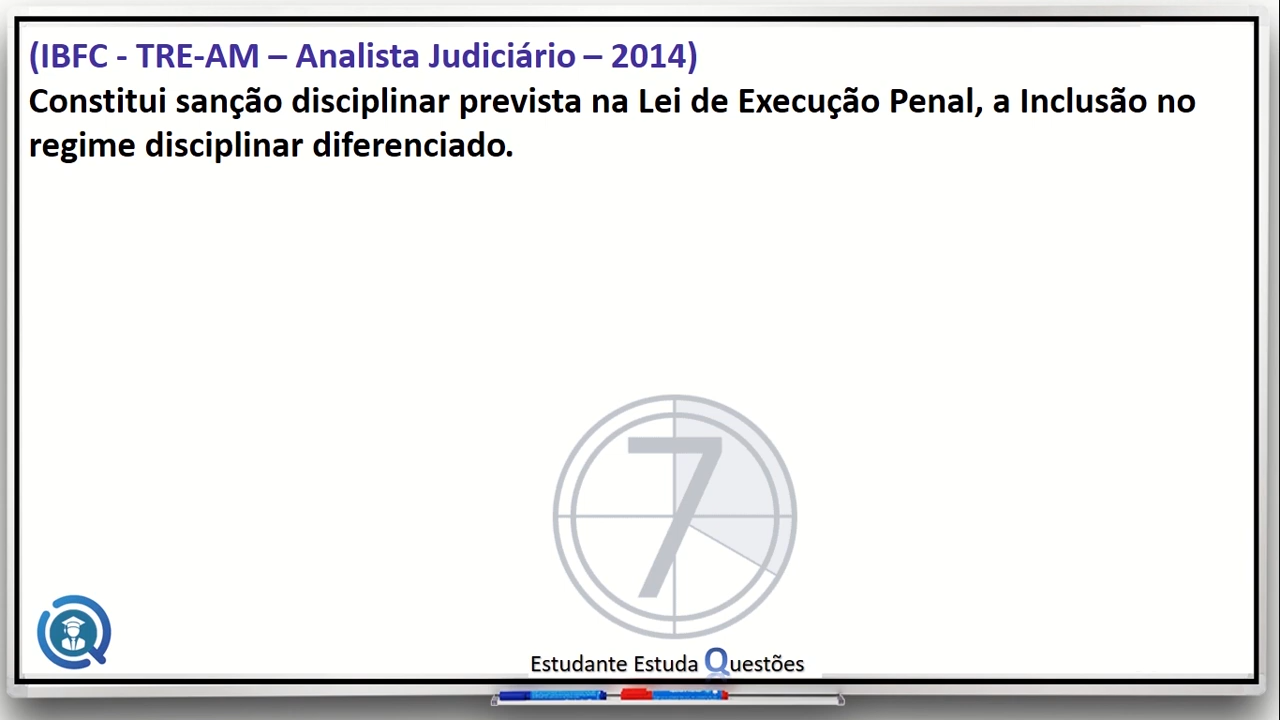 (IBFC - TRE-AM – Analista Judiciário – 2014)
Constitui sanção disciplinar prevista na Lei de Execução Penal, a Inclusão no
regime disciplinar diferenciado.
7
Estudante Estuda Questões